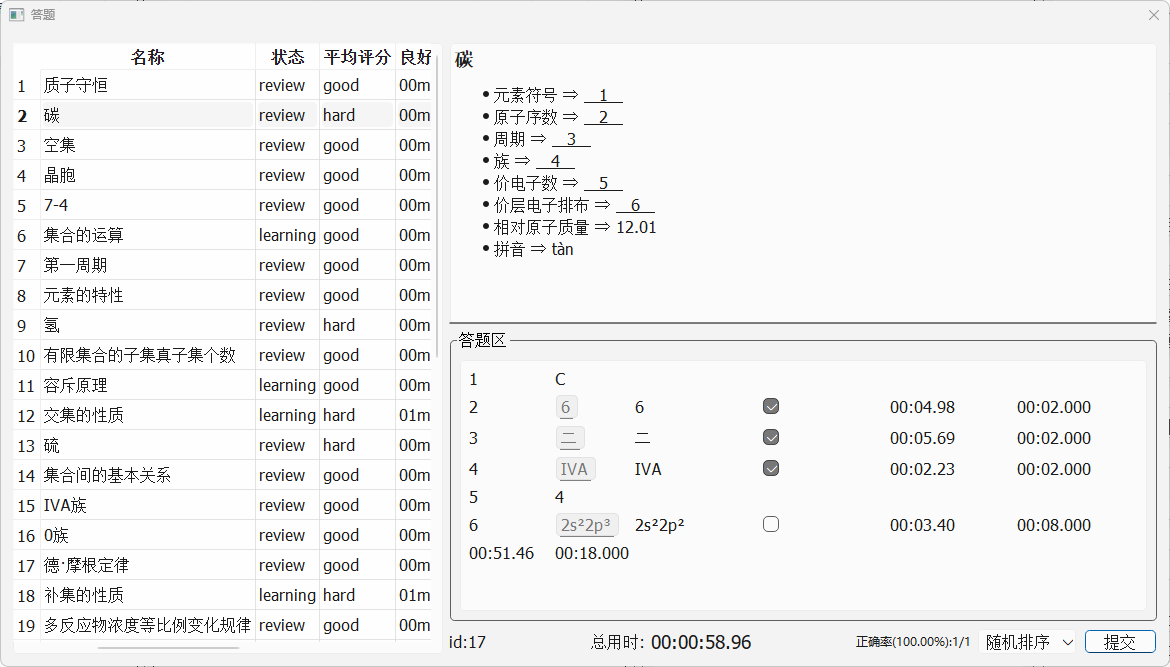 答题
名称 状态 平均评分 良好
1 质子守恒 review good 00m
2 碳 review hard 00m
3 空集 review good 00m
4 晶胞 review good 00m
5 7-4 review good 00m
6 集合的运算 learning good 00m
7 第一周期 review good 00m
8 元素的特性 review good 00m
9 氢 review hard 00m
10 有限集合的子集真子集个数 review good 00m
11 容斥原理 learning good 00m
12 交集的性质 learning hard 01m
13 硫 review hard 00m
14 集合间的基本关系 review good 00m
15 IVA族 review good 00m
16 0族 review good 00m
17 德·摩根定律 review good 00m
18 补集的性质 learning hard 01m
19 多反应物浓度等比例变化规律 review good 00m
碳
• 元素符号 ⇒ __1__
• 原子序数 ⇒ __2__
• 周期 ⇒ __3__
• 族 ⇒ __4__
• 价电子数 ⇒ __5__
• 价层电子排布 ⇒ __6__
• 相对原子质量 ⇒ 12.01
• 拼音 ⇒ tàn
答题区
1 C
2 6 6 00:04.98 00:02.000
3 二 二 00:05.69 00:02.000
4 IVA IVA 00:02.23 00:02.000
5 4
6 2s²2p³ 2s²2p² 00:03.40 00:08.000
00:51.46 00:18.000
id:17 总用时: 00:00:58.96 正确率(100.00%):1/1 随机排序 提交